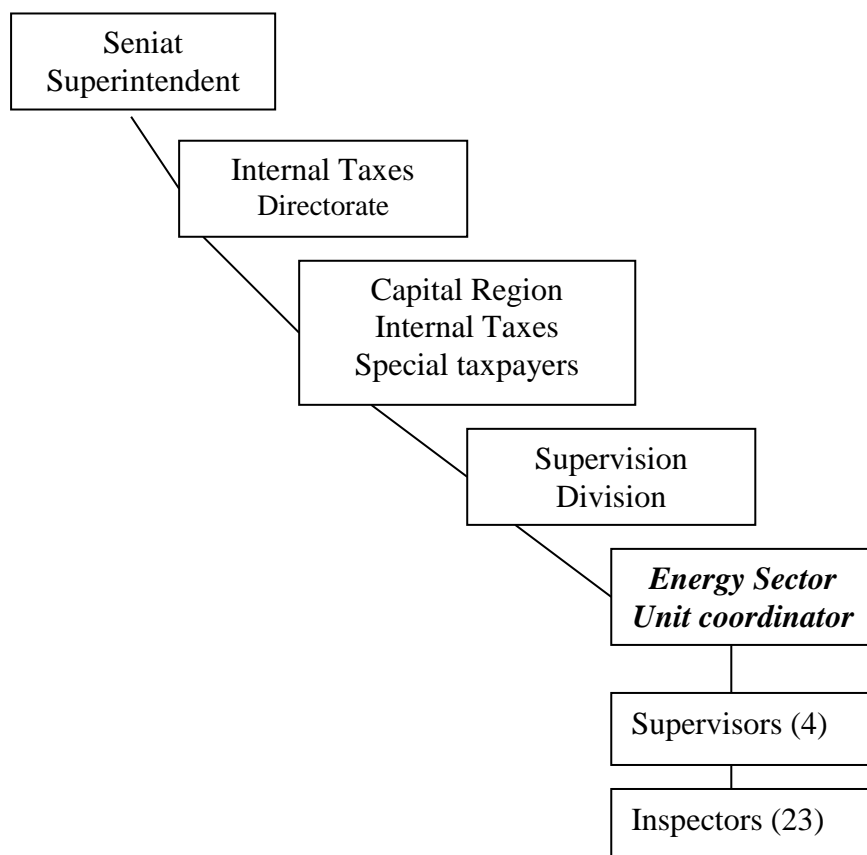 Seniat
Superintendent
Internal Taxes
Directorate
Capital Region
Internal Taxes
Special taxpayers
Supervision
Division
Energy Sector
Unit coordinator
Supervisors (4)
Inspectors (23)